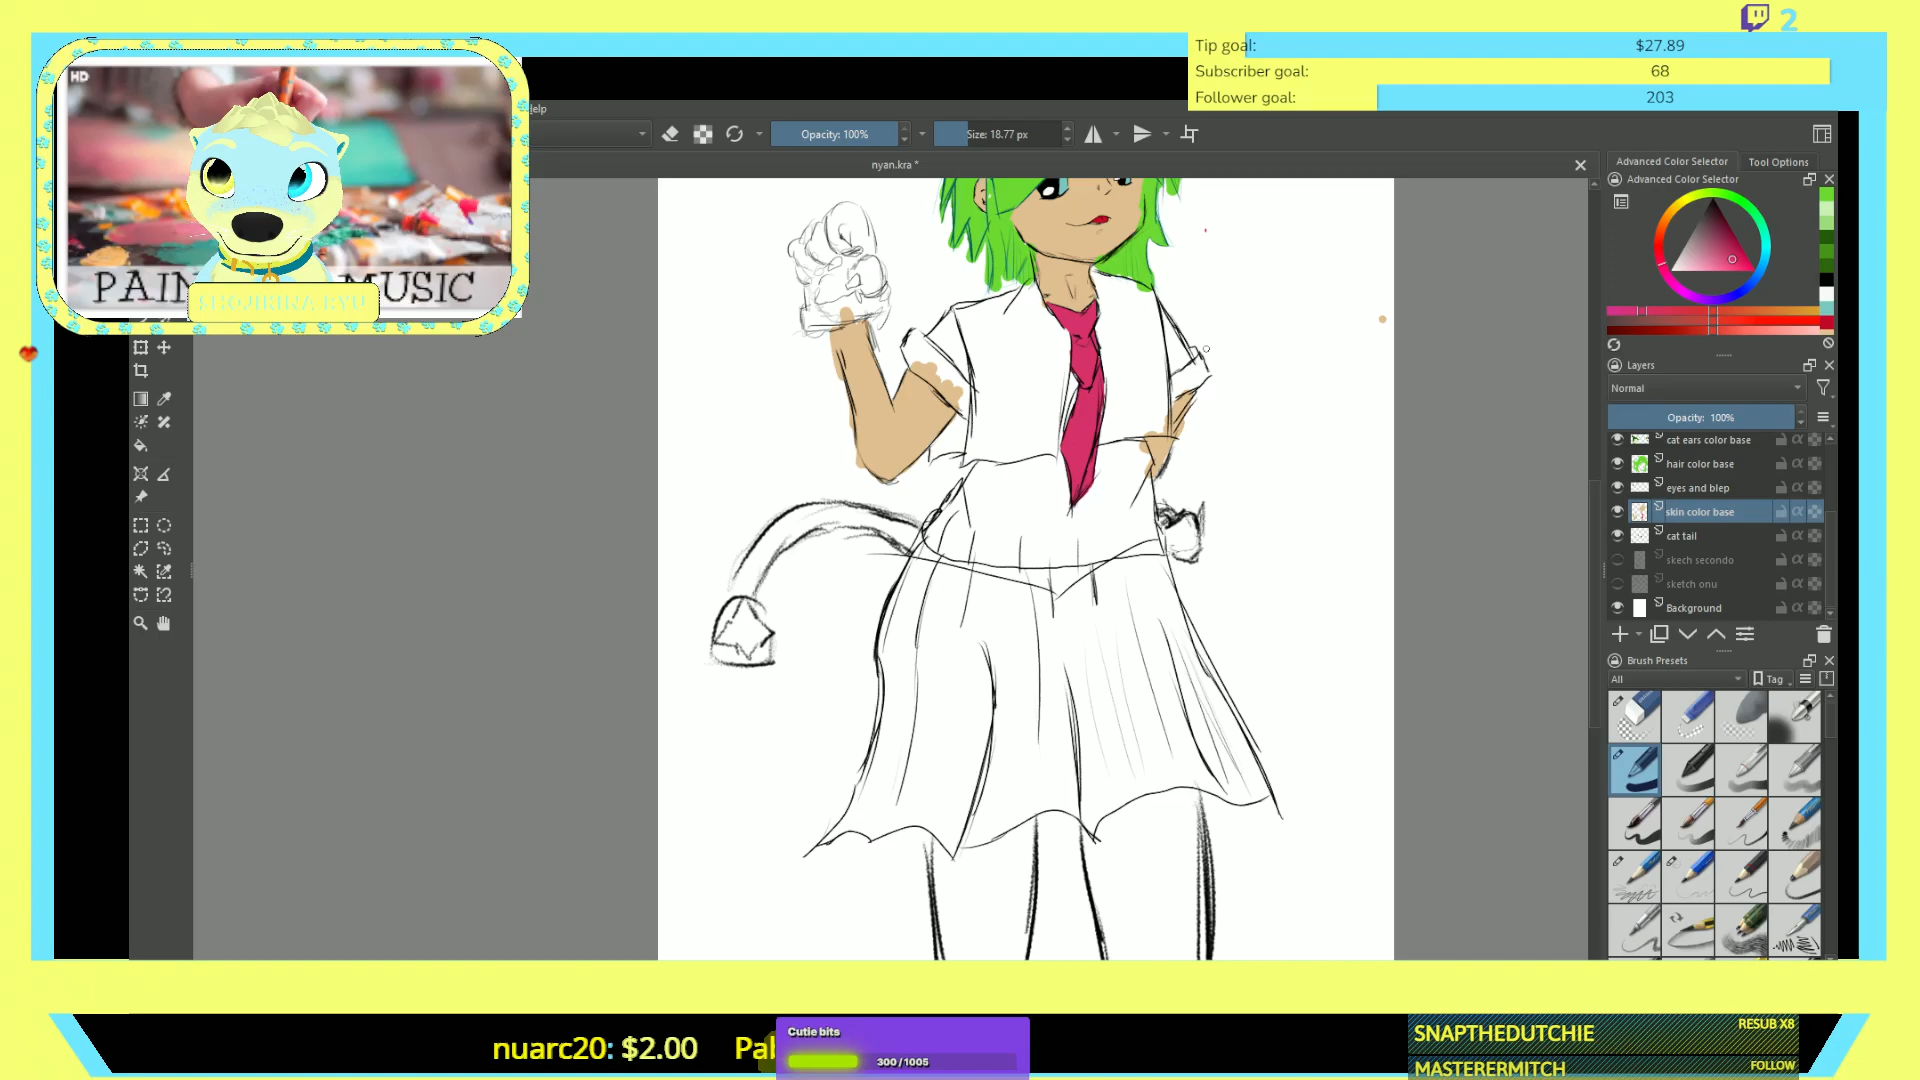 2
Tip goal: $27.89
Subscriber goal: 68
Follower goal: 203
HD
elp
Opacity: 100%
Size: 18.77 px
nyan.kra *
Advanced Color Selector
Tool Options
Advanced Color Selector
PAIN MUSIC
SHOJIKINA RYU
Layers
Normal
Opacity: 100%
cat ears color base
hair color base
eyes and blep
skin color base
cat tail
skech secondo
sketch onu
Background
Brush Presets
All
Tag
nuarc20: $2.00
Pal
Cutie bits
300/1005
SNAPTHEDUTCHIE
RESUB X8
MASTERERMITCH
FOLLOW